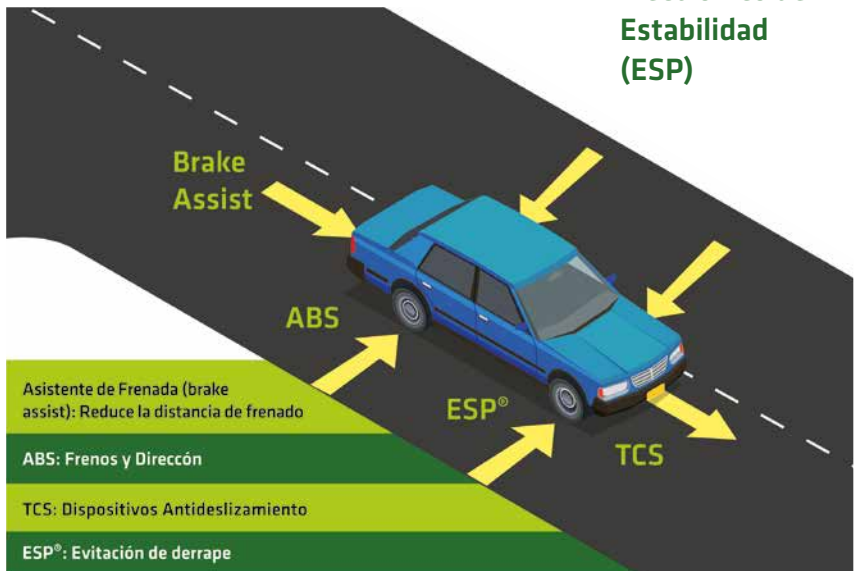 Estabilidad
(ESP)
Brake
Assist
ABS
ESP®
TCS
Asistente de Frenada (brake
assist): Reduce la distancia de frenado
ABS: Frenos y Direccón
TCS: Dispositivos Antideslizamiento
ESP®: Evitación de derrape